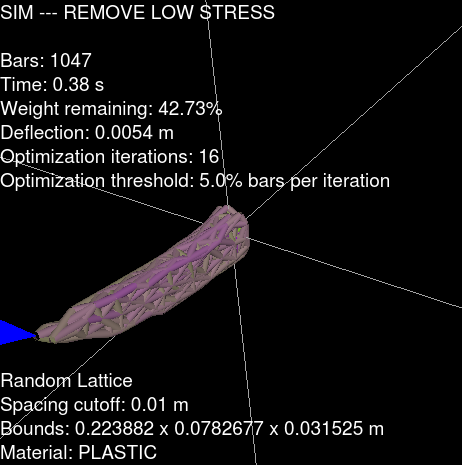 SIM --- REMOVE LOW STRESS
Bars: 1047
Time: 0.38 s
Weight remaining: 42.73%
Deflection: 0.0054 m
Optimization iterations: 16
Optimization threshold: 5.0% bars per iteration
Random Lattice
Spacing cutoff: 0.01 m
Bounds: 0.223882 x 0.0782677 x 0.031525 m
Material: PLASTIC